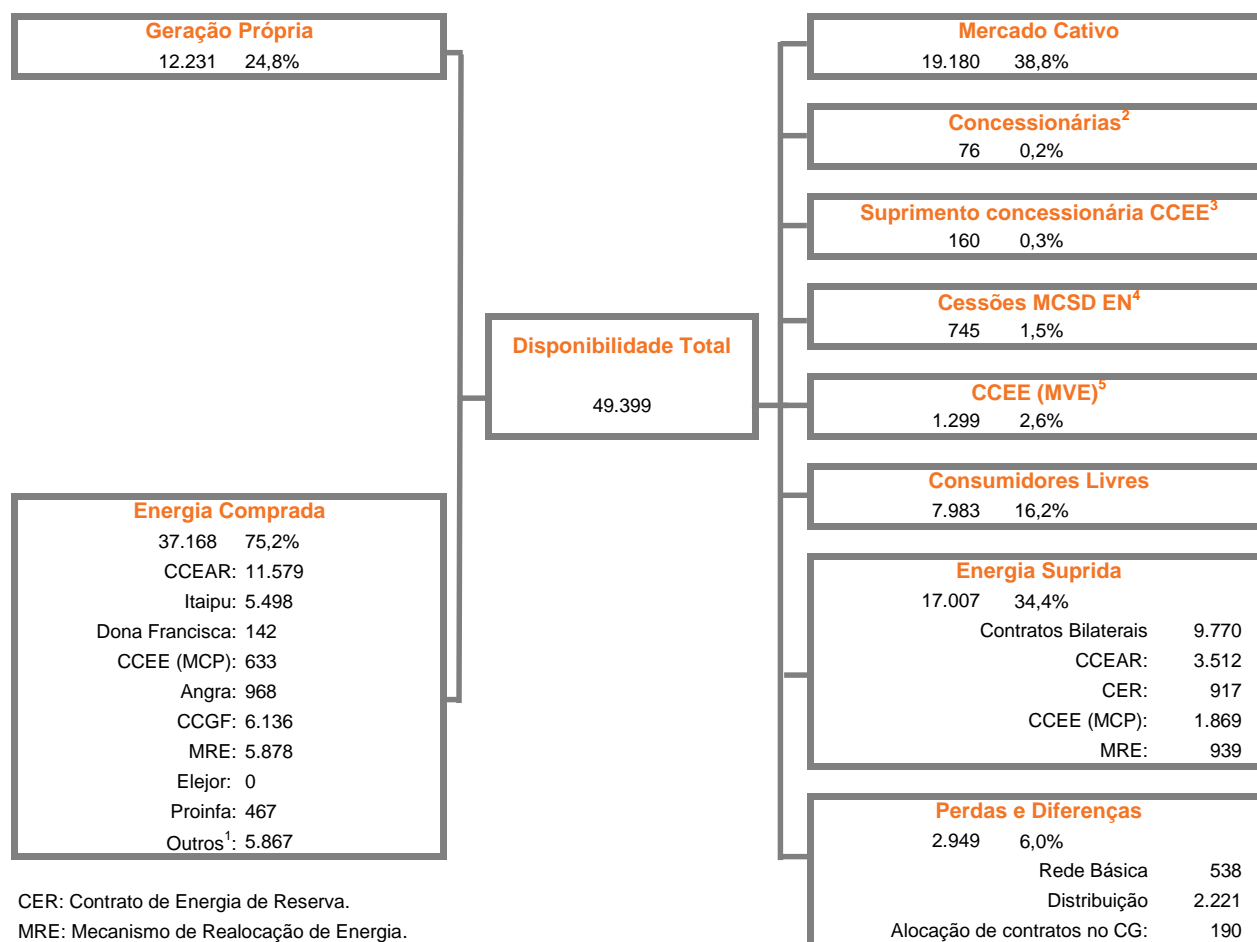 Geração Própria
12.231 24,8%
Energia Comprada
37.168 75,2%
CCEAR: 11.579
Itaipu: 5.498
Dona Francisca: 142
CCEE (MCP): 633
Angra: 968
CCGF: 6.136
MRE: 5.878
Elejor: 0
Proinfa: 467
Outros¹: 5.867
CER: Contrato de Energia de Reserva.
MRE: Mecanismo de Realocação de Energia.
Disponibilidade Total
49.399
Mercado Cativo
19.180 38,8%
Concessionárias²
76 0,2%
Suprimento concessionária CCEE³
160 0,3%
Cessões MCSD EN⁴
745 1,5%
CCEE (MVE)⁵
1.299 2,6%
Consumidores Livres
7.983 16,2%
Energia Suprida
17.007 34,4%
Contratos Bilaterais 9.770
CCEAR: 3.512
CER: 917
CCEE (MCP): 1.869
MRE: 939
Perdas e Diferenças
2.949 6,0%
Rede Básica 538
Distribuição 2.221
Alocação de contratos no CG: 190